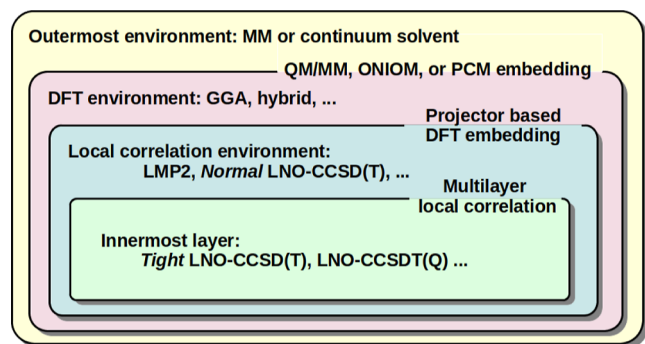 Outermost environment: MM or continuum solvent
QM/MM, ONIOM, or PCM embedding
DFT environment: GGA, hybrid, ...
Projector based
DFT embedding
Local correlation environment:
LMP2, Normal LNO-CCSD(T), ...
Multilayer
local correlation
Innermost layer:
Tight LNO-CCSD(T), LNO-CCSDT(Q) ...